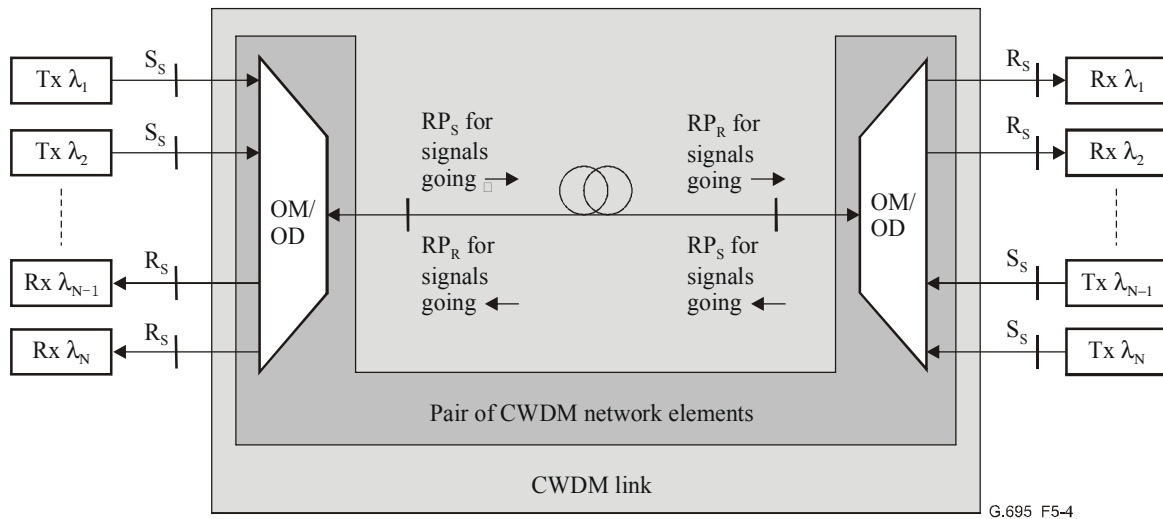 Tx λ1
SS
Tx λ2
SS
Rx λN−1
RS
Rx λN
RS
OM/
OD
RPS for
signals
going
RPR for
signals
going
RPR for
signals
going
RPS for
signals
going
OM/
OD
RS
Rx λ1
RS
Rx λ2
SS
Tx λN−1
SS
Tx λN
Pair of CWDM network elements
CWDM link
G.695_F5-4